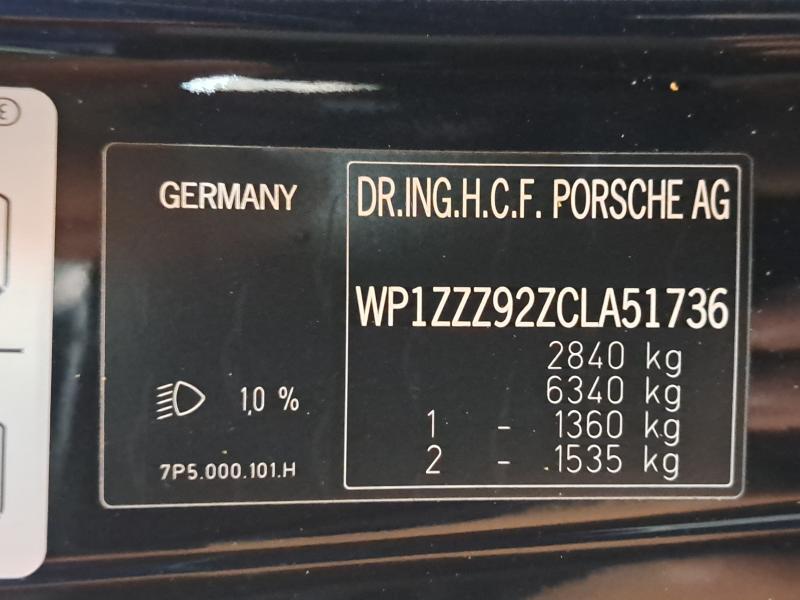 GERMANY
1,0 %
7P5.000.101.H
DR.ING.H.C.F. PORSCHE AG
WP1ZZZ92ZCLA51736
2840 kg
6340 kg
1 - 1360 kg
2 - 1535 kg